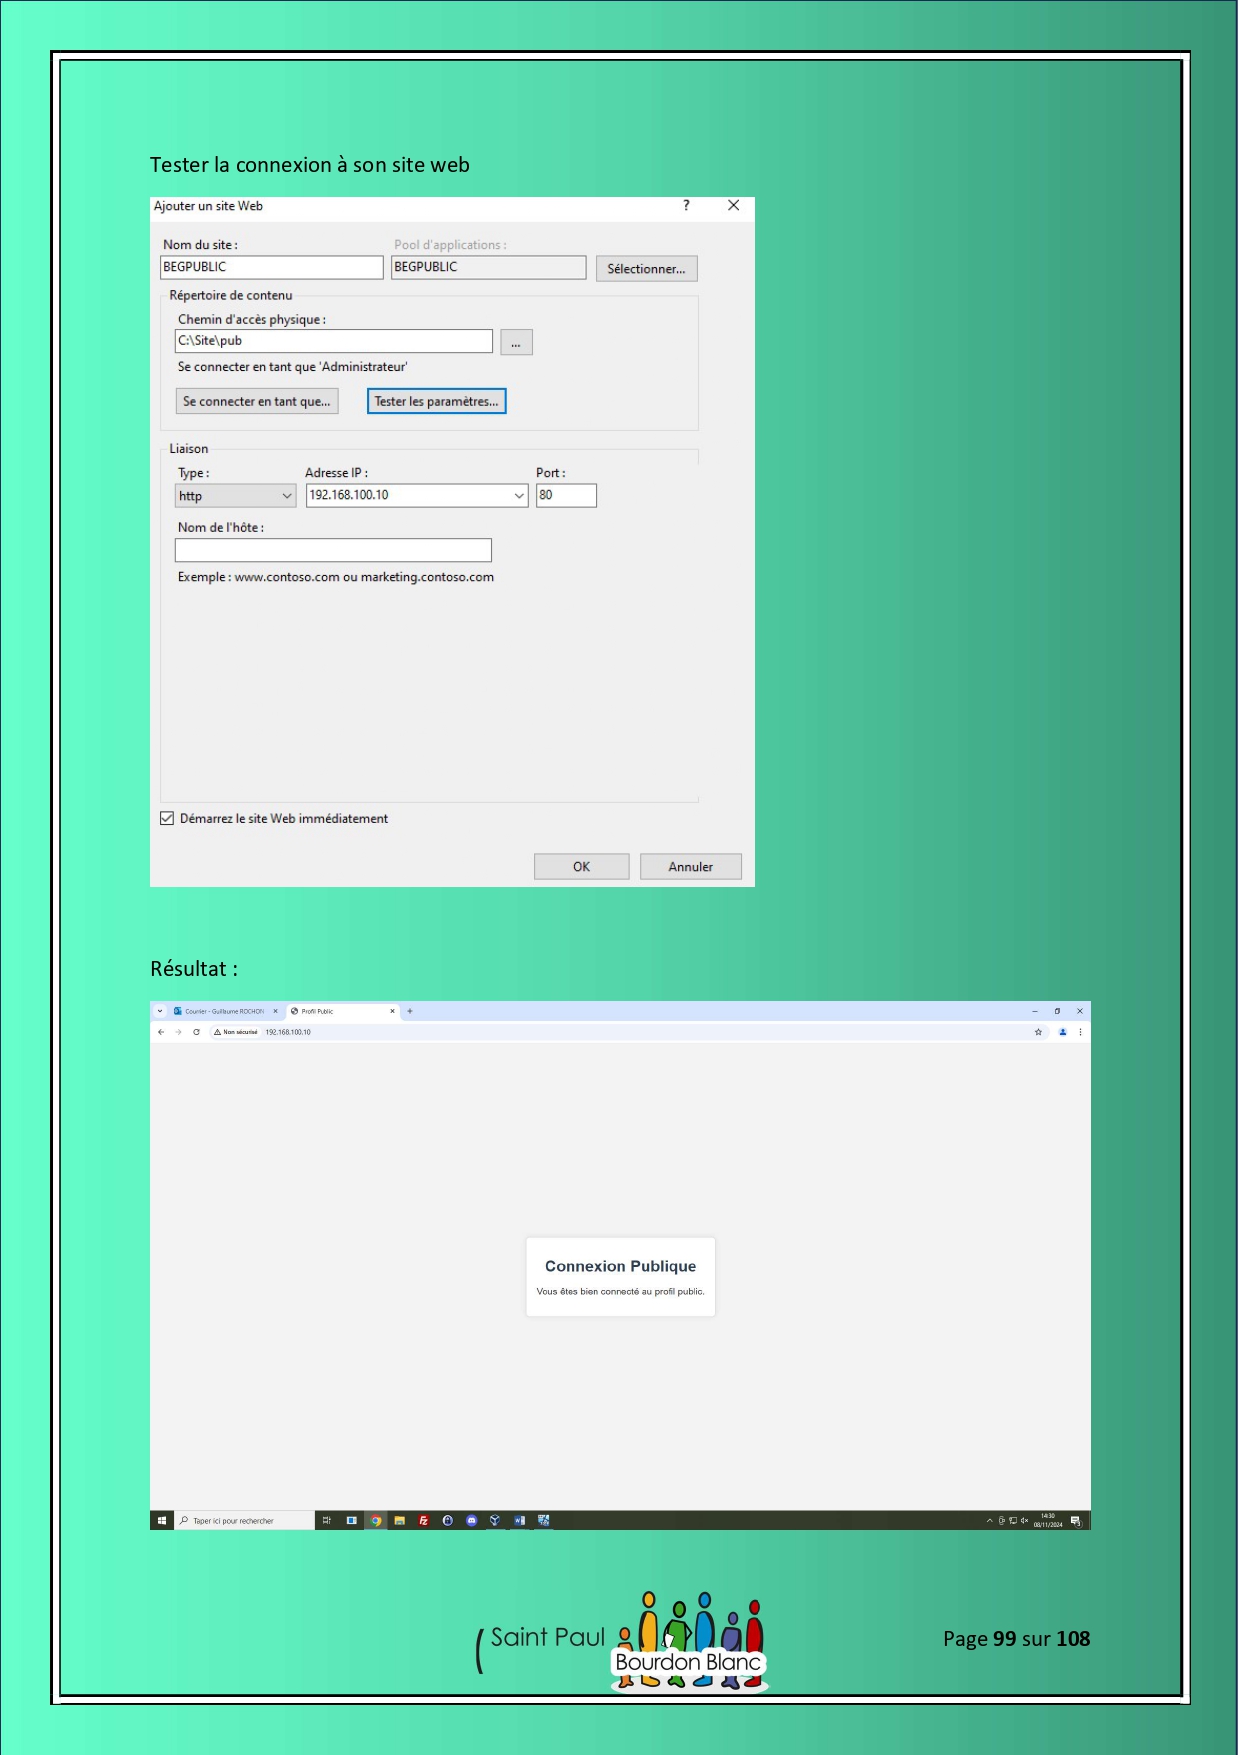 Tester la connexion à son site web
Ajouter un site Web ?
Nom du site :
Pool d'applications :
BEGPUBLIC
BEGPUBLIC
Sélectionner...
Répertoire de contenu
Chemin d'accès physique :
C:\Site\pub
...
Se connecter en tant que 'Administrateur'
Se connecter en tant que...
Tester les paramètres...
Liaison
Type :
Adresse IP :
Port :
http
192.168.100.10
80
Nom de l'hôte :
Exemple : www.contoso.com ou marketing.contoso.com
Démarrez le site Web immédiatement
OK
Annuler
Résultat :
Courrier - Guillaume ROCHON
Profil Public
Non sécurisé 192.168.100.10
Connexion Publique
Vous êtes bien connecté au profil public.
Taper ici pour rechercher
14:30
08/11/2024
Saint Paul
Bourdon Blanc
Page 99 sur 108